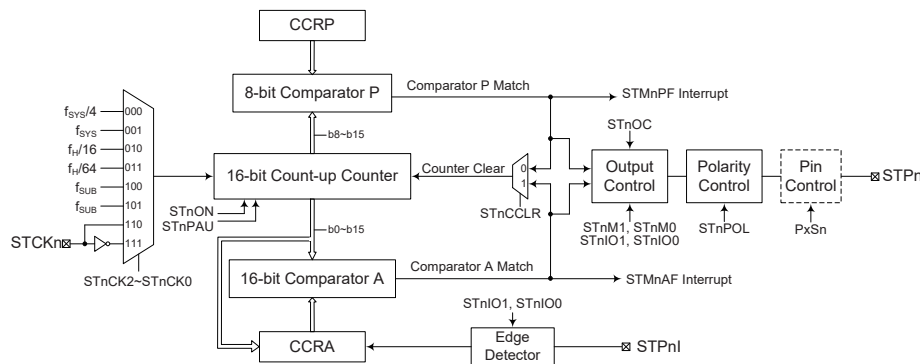 CCRP
8-bit Comparator P
Comparator P Match
STMnPF Interrupt
b8~b15
fSYS/4
000
fSYS
001
fH/16
010
fH/64
011
fSUB
100
fSUB
101
110
111
STCKn
STnCK2~STnCK0
16-bit Count-up Counter
STnON
STnPAU
Counter Clear
0
1
STnCCLR
STnOC
Output
Control
STnM1, STnM0
STnIO1, STnIO0
Polarity
Control
STnPOL
Pin
Control
PxSn
STPn
b0~b15
16-bit Comparator A
Comparator A Match
STMnAF Interrupt
CCRA
STnIO1, STnIO0
Edge
Detector
STPnI